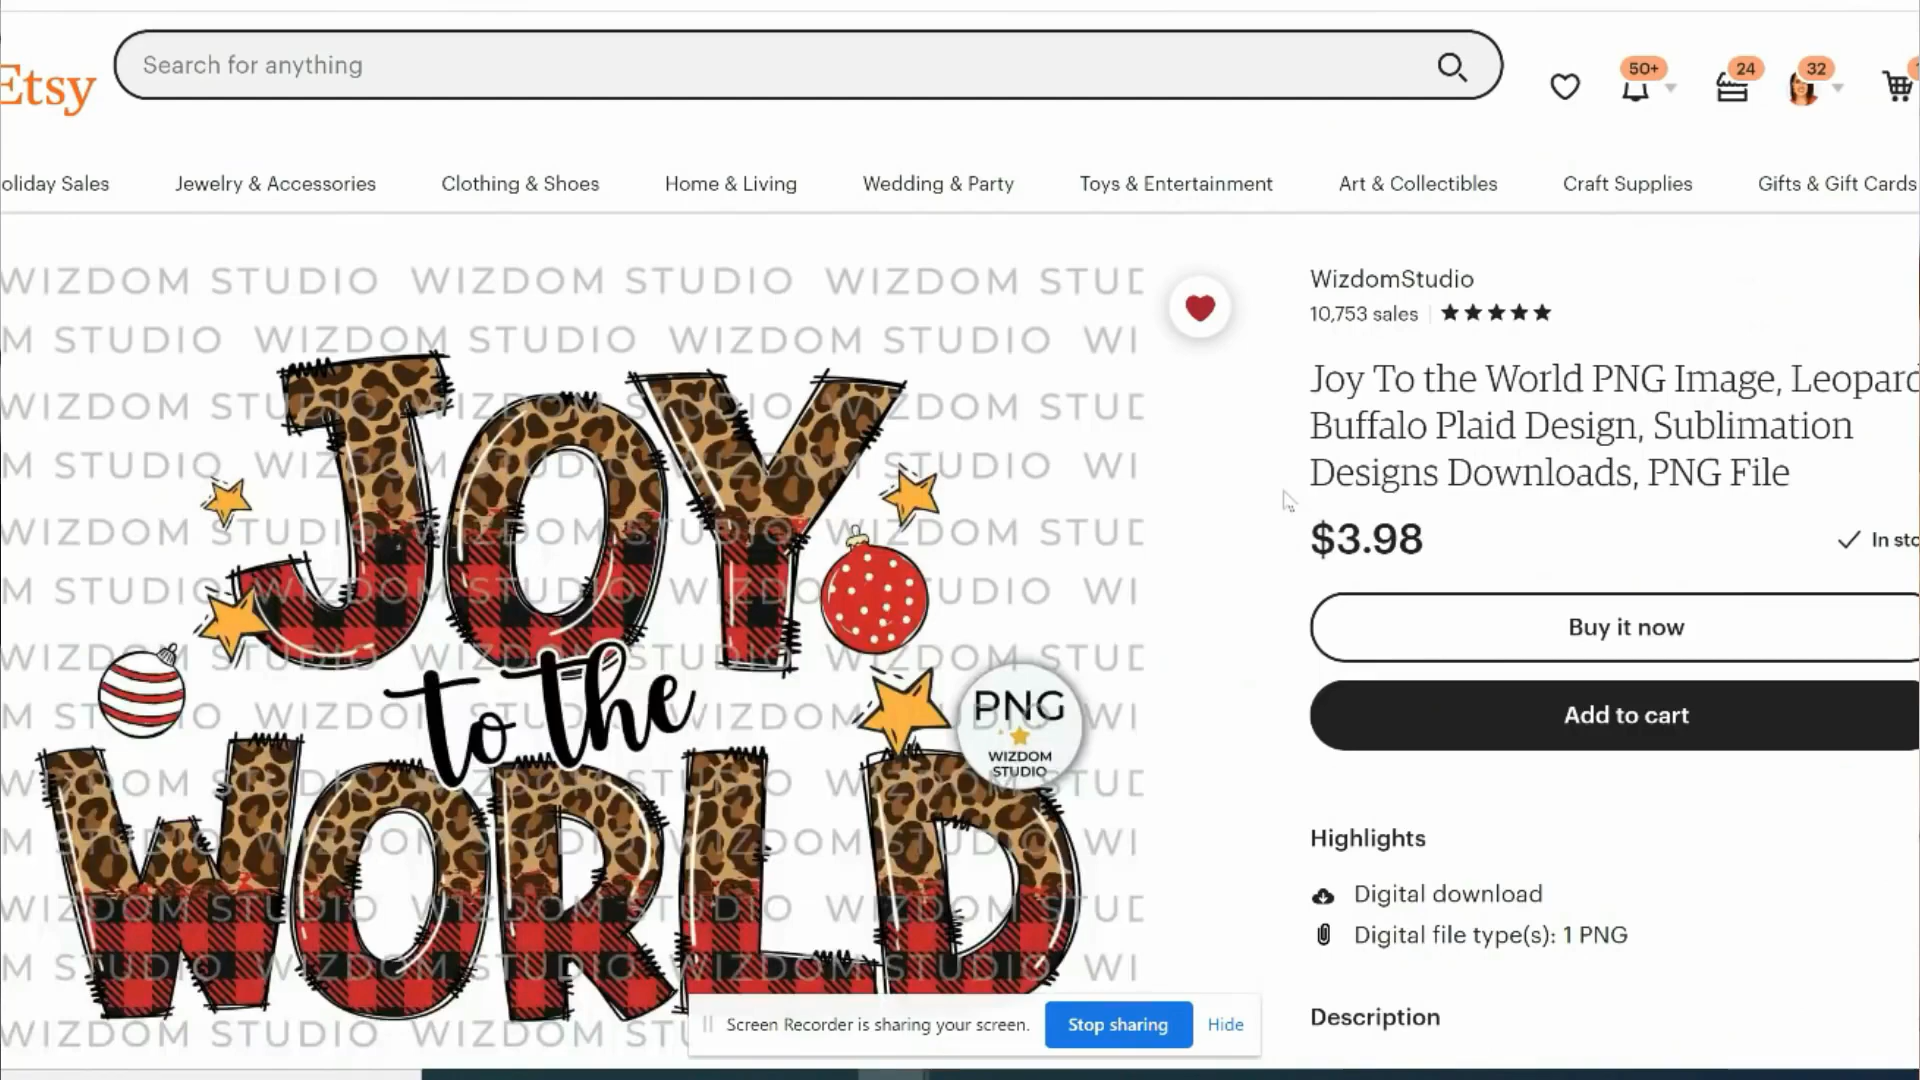 Etsy
Search for anything
50+
24
32
oliday Sales
Jewelry & Accessories
Clothing & Shoes
Home & Living
Wedding & Party
Toys & Entertainment
Art & Collectibles
Craft Supplies
Gifts & Gift Cards
WIZDOM STUDIO WIZDOM STUDIO WIZDOM STUD
M STUDIO WIZDOM STUDIO WIZDOM STUDIO WI
JOY
to the
WORLD
PNG
WIZDOM
STUDIO
WizdomStudio
10,753 sales
Joy To the World PNG Image, Leopard
Buffalo Plaid Design, Sublimation
Designs Downloads, PNG File
$3.98
In sto
Buy it now
Add to cart
Highlights
Digital download
Digital file type(s): 1 PNG
Description
Screen Recorder is sharing your screen.
Stop sharing
Hide